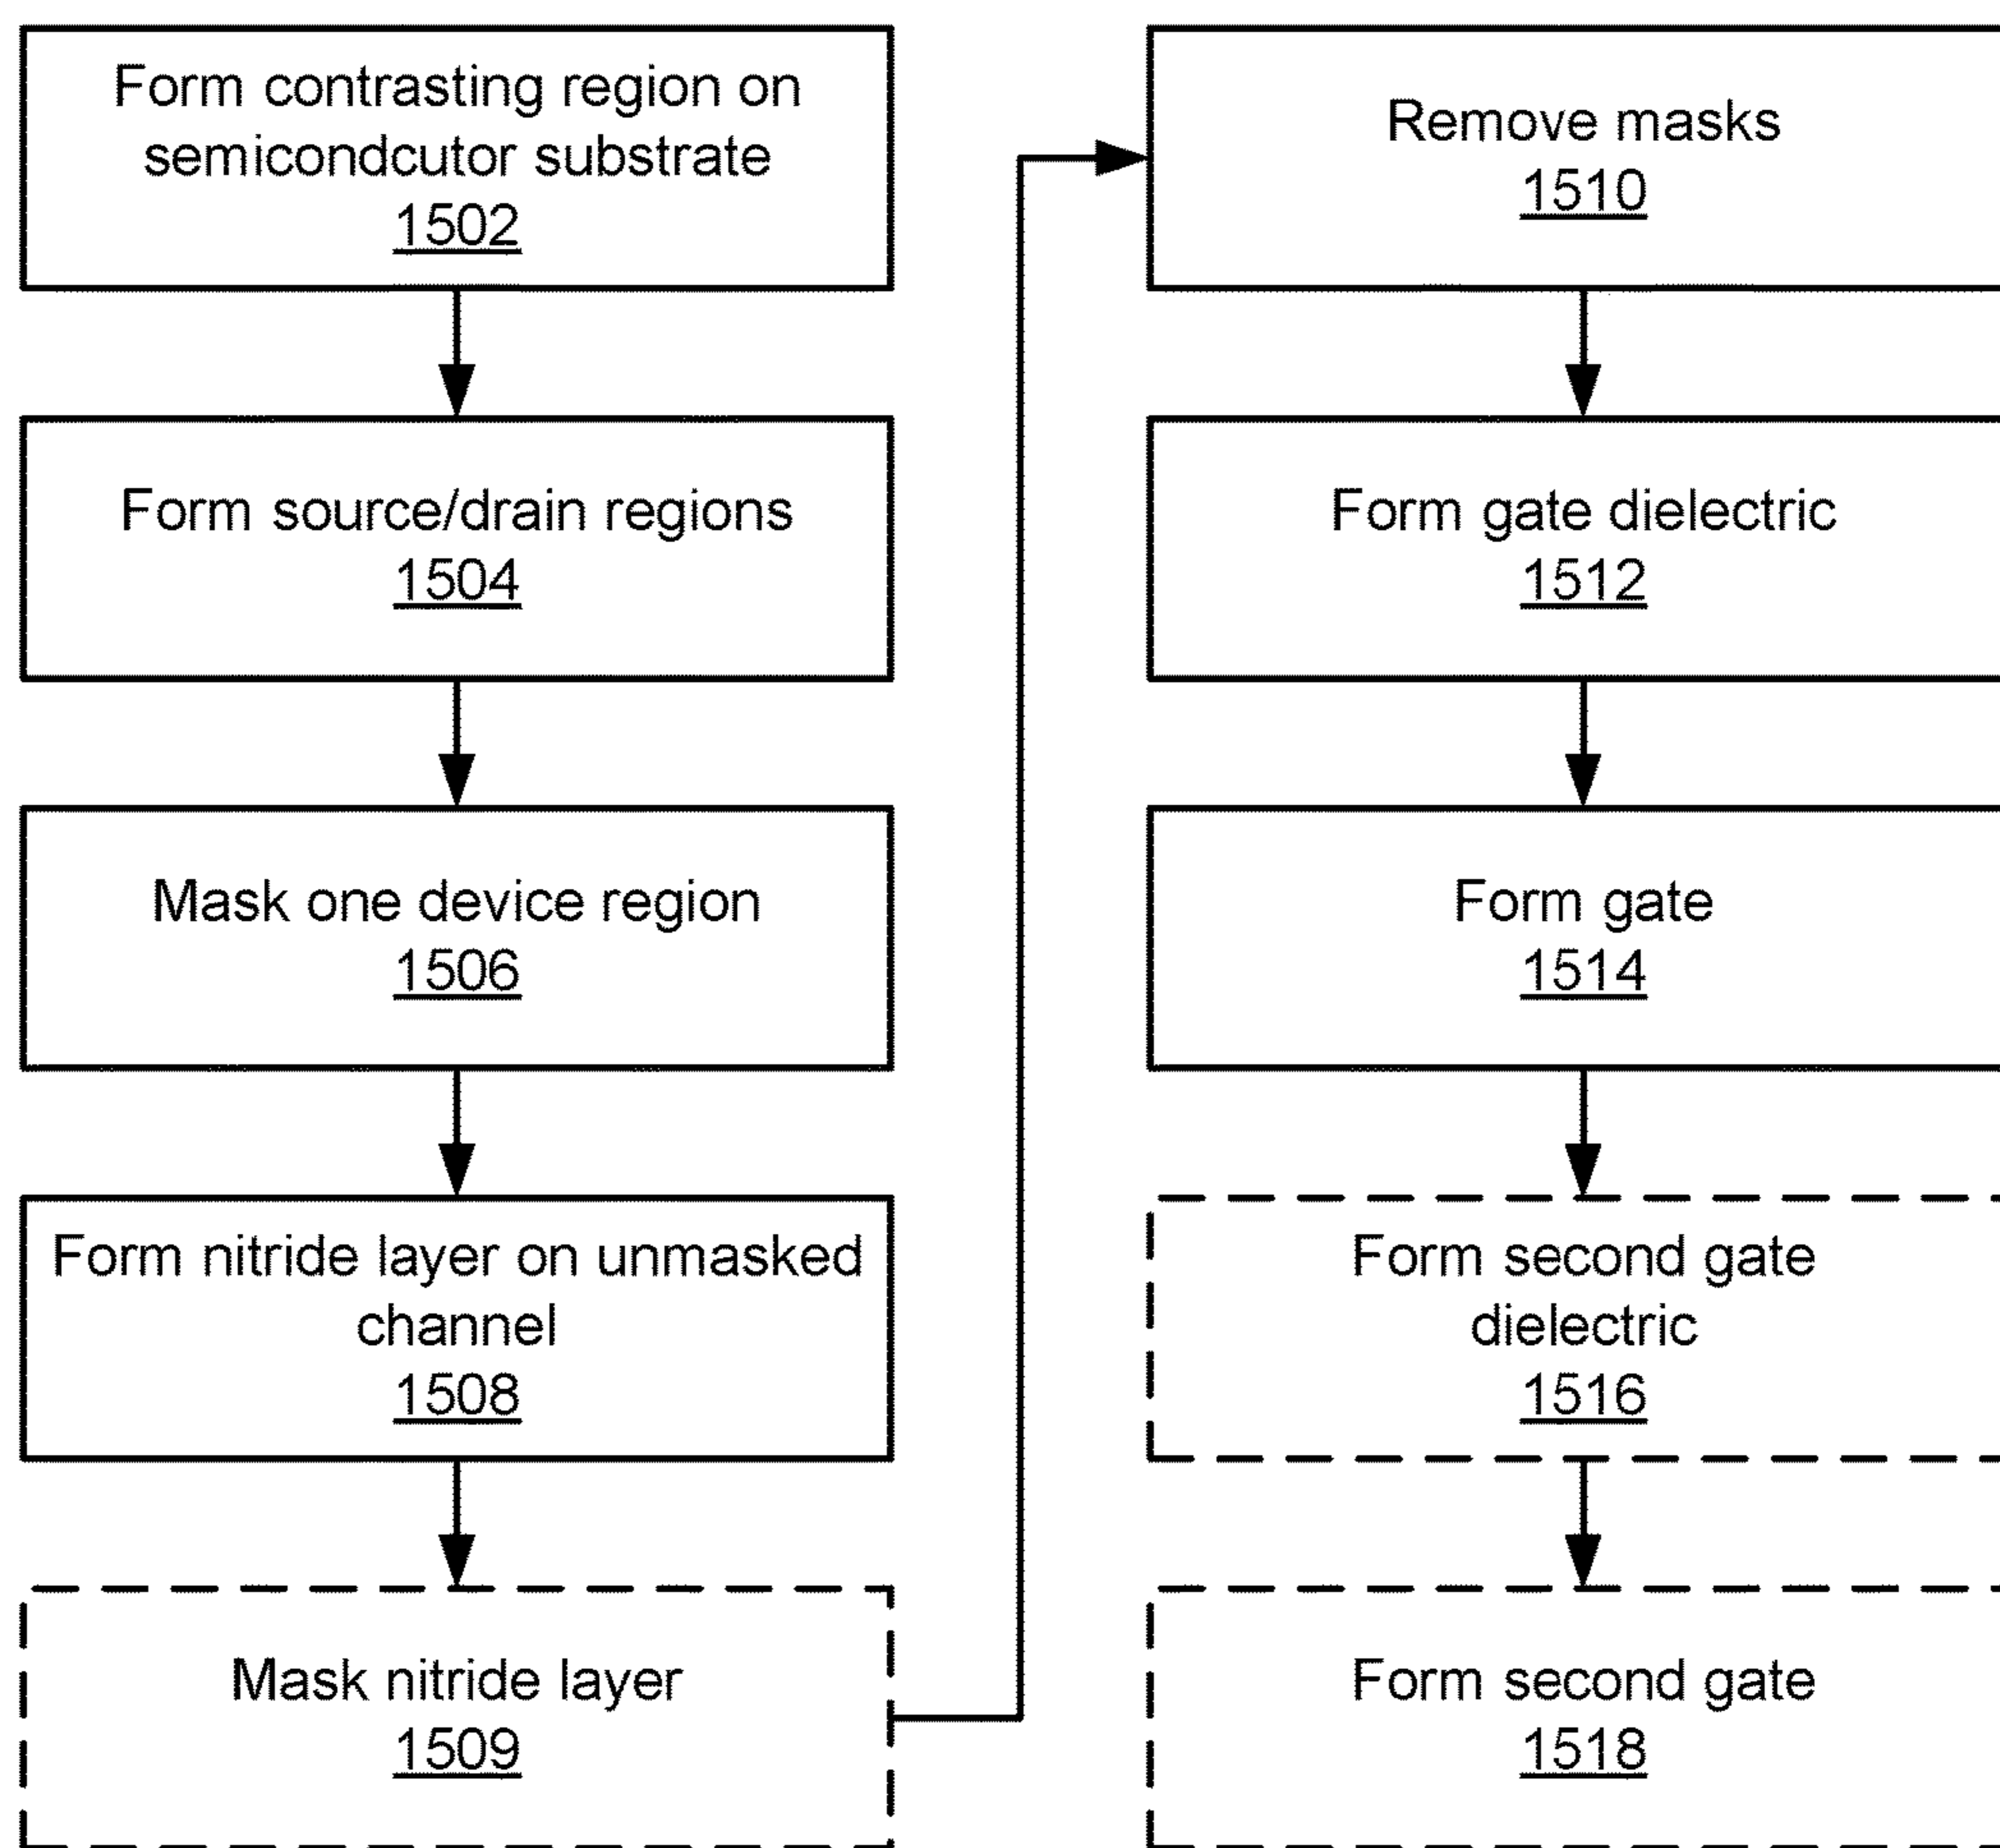 Form contrasting region on
semicondcutor substrate
1502
Form source/drain regions
1504
Mask one device region
1506
Form nitride layer on unmasked
channel
1508
Mask nitride layer
1509
Remove masks
1510
Form gate dielectric
1512
Form gate
1514
Form second gate
dielectric
1516
Form second gate
1518